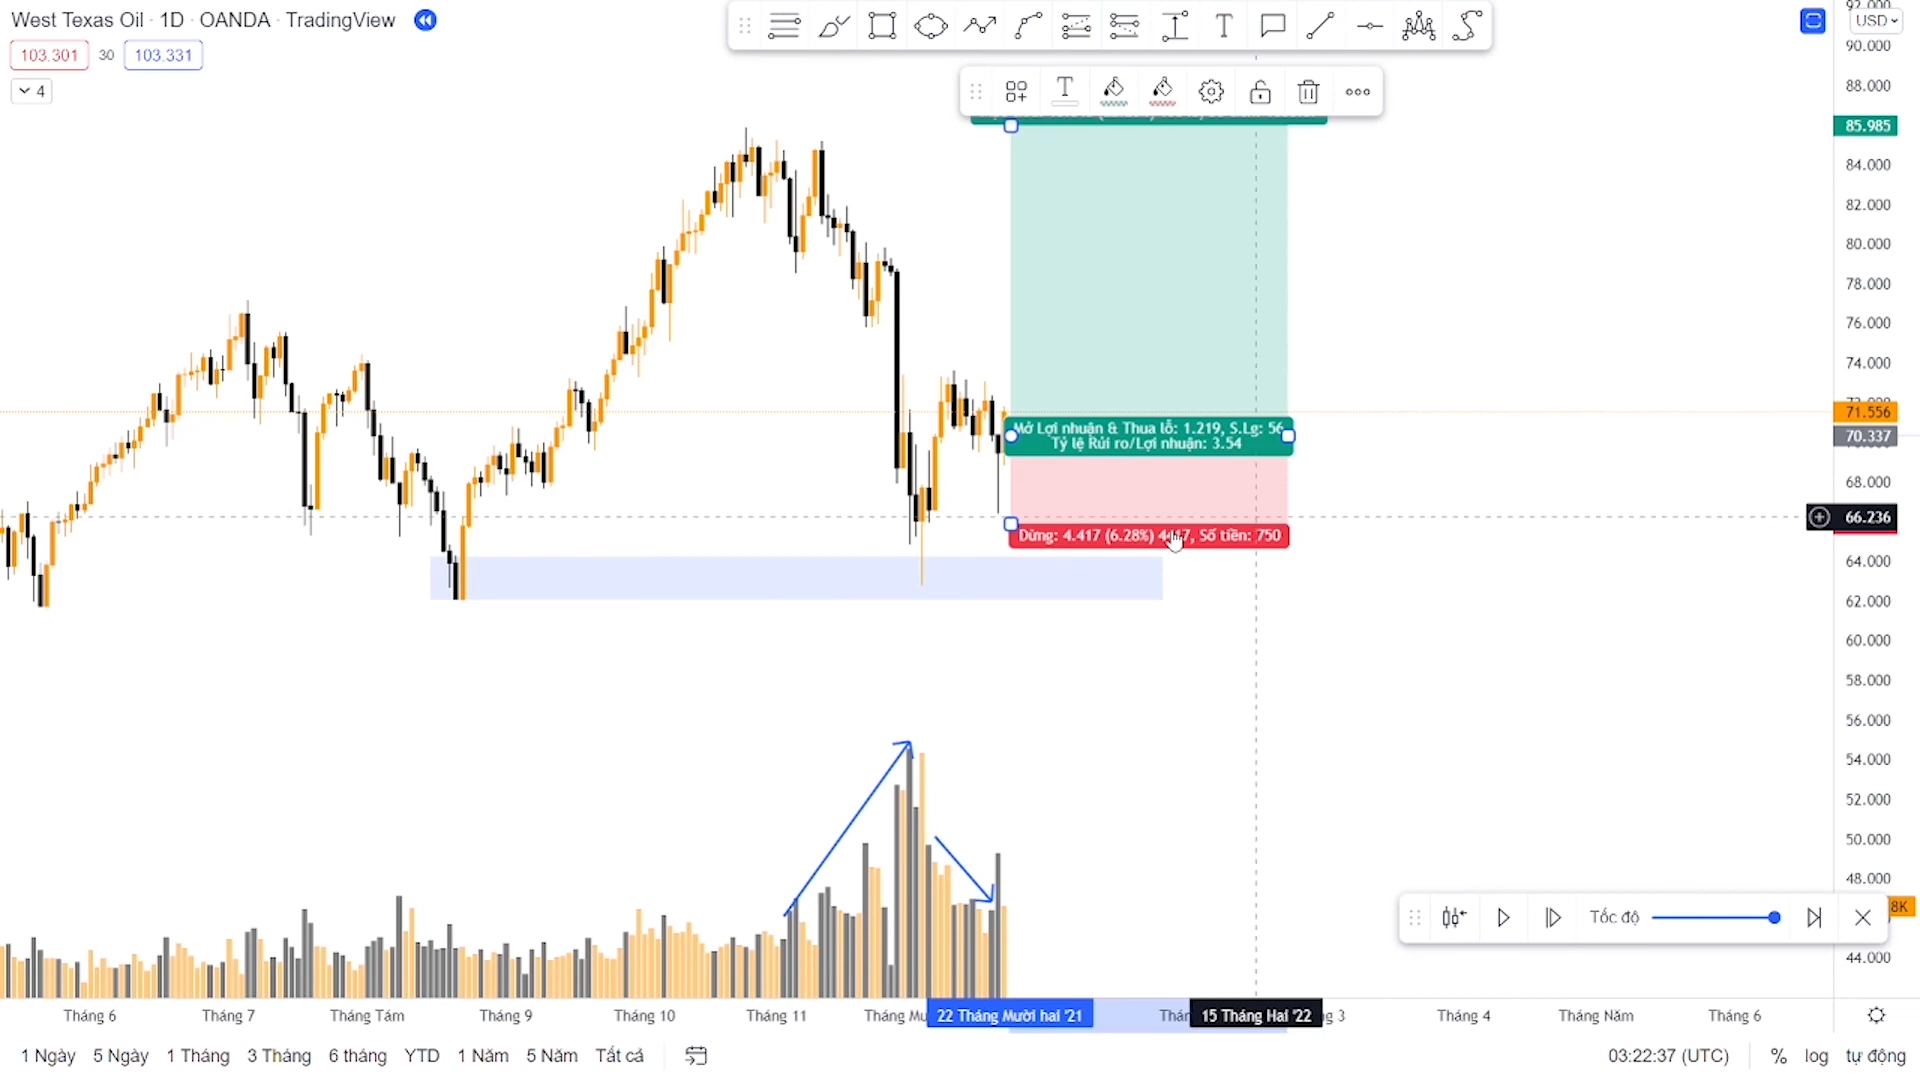 West Texas Oil · 1D · OANDA · TradingView
103.301 30 103.331
4
T
T
USD
90.000
88.000
85.985
84.000
82.000
80.000
78.000
76.000
74.000
71.556
70.337
68.000
66.236
64.000
62.000
60.000
58.000
56.000
54.000
52.000
50.000
48.000
8K
44.000
Mở Lợi nhuận & Thua lỗ: 1.219, S.Lg: 56
Tỷ lệ Rủi ro/Lợi nhuận: 3.54
Dừng: 4.417 (6.28%) 4417, Số tiền: 750
Tốc độ
Tháng 6 Tháng 7 Tháng Tám Tháng 9 Tháng 10 Tháng 11 22 Tháng Mười hai '21 15 Tháng Hai '22 g 3 Tháng 4 Tháng Năm Tháng 6
1 Ngày 5 Ngày 1 Tháng 3 Tháng 6 tháng YTD 1 Năm 5 Năm Tất cả 03:22:37 (UTC) % log tự động